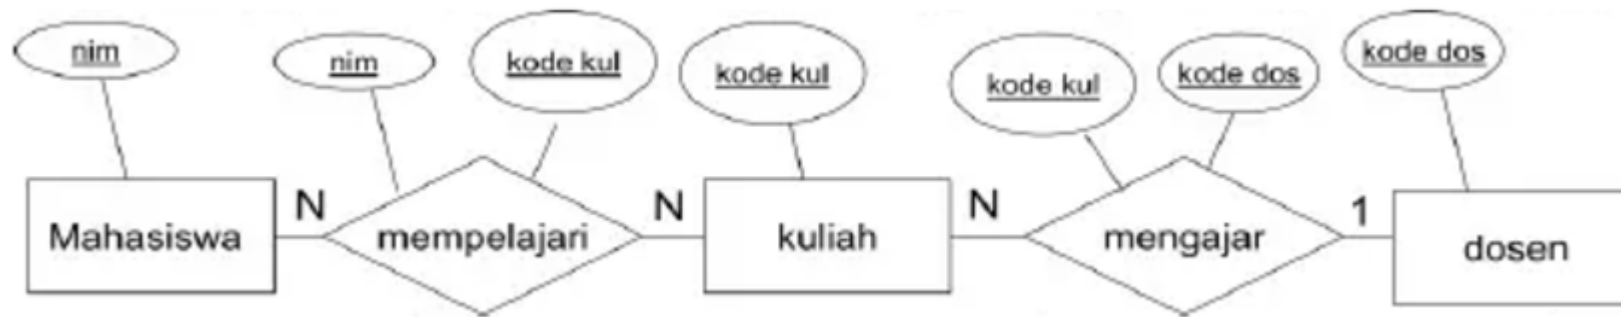 nim
nim
kode kul
kode kul
kode kul
kode dos
kode dos
Mahasiswa
N
mempelajari
N
kuliah
N
mengajar
1
dosen